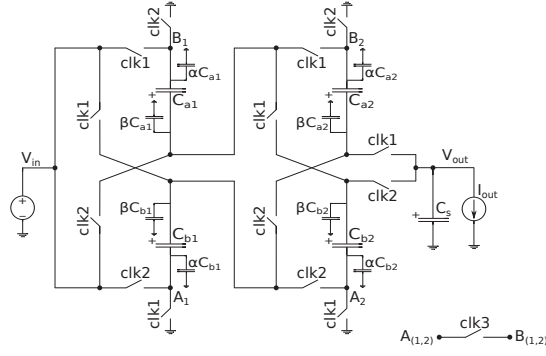 clk2
B1
clk1
αCa1
Ca1
βCa1
clk1
clk2
B2
clk1
αCa2
Ca2
βCa2
clk1
clk1
Vin
Vout
Iout
clk2
Cs
clk2
βCb1
Cb1
αCb1
clk2
A1
clk1
clk2
βCb2
Cb2
αCb2
clk2
A2
clk1
A(1,2) clk3 B(1,2)